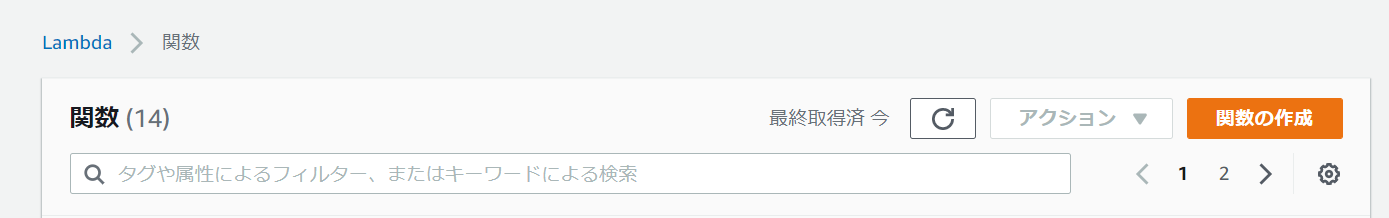 Lambda > 関数
関数 (14) 最終取得済 今 アクション ▼ 関数の作成
タグや属性によるフィルター、またはキーワードによる検索 < 1 2 >